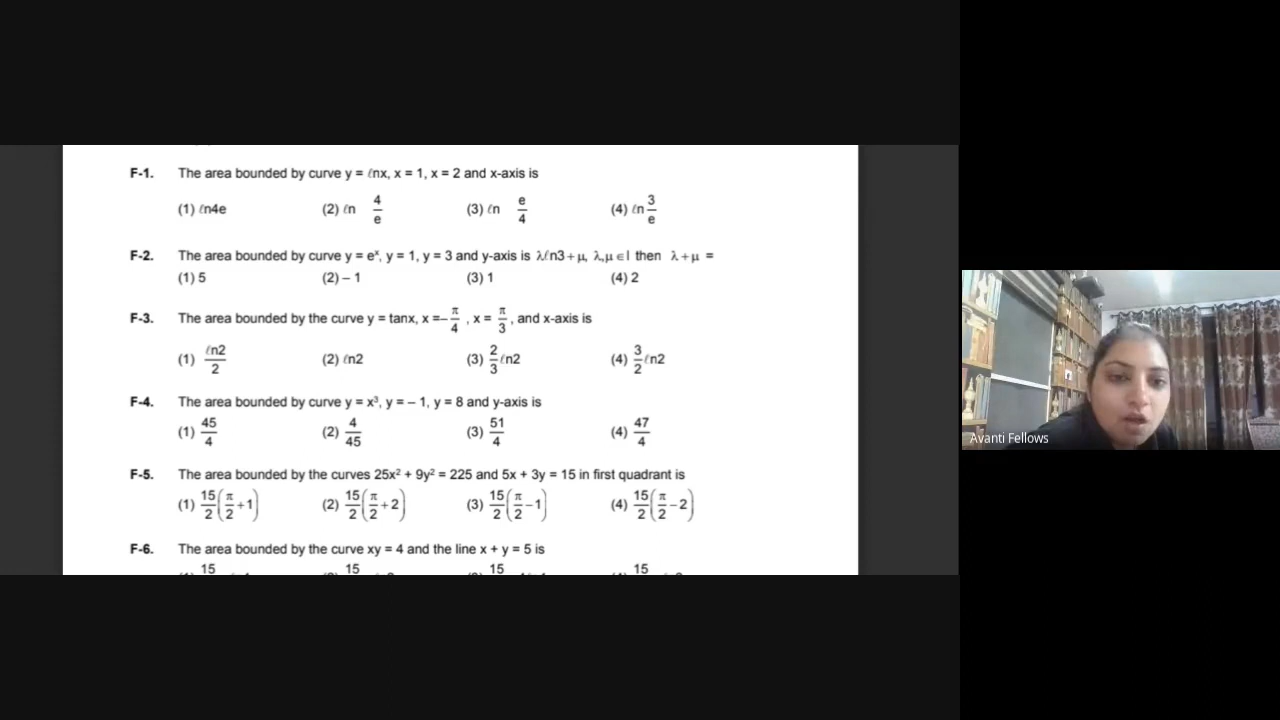 F-1. The area bounded by curve y = ℓnx, x = 1, x = 2 and x-axis is
(1) ℓn4e (2) ℓn 4/e (3) ℓn e/4 (4) ℓn 3/e
F-2. The area bounded by curve y = eˣ, y = 1, y = 3 and y-axis is λℓn3+μ, λ,μ ∈ I then λ+μ =
(1) 5 (2) – 1 (3) 1 (4) 2
F-3. The area bounded by the curve y = tanx, x =– π/4 , x = π/3 , and x-axis is
(1) ℓn2/2 (2) ℓn2 (3) 2/3 ℓn2 (4) 3/2 ℓn2
F-4. The area bounded by curve y = x³, y = – 1, y = 8 and y-axis is
(1) 45/4 (2) 4/45 (3) 51/4 (4) 47/4
Avanti Fellows
F-5. The area bounded by the curves 25x² + 9y² = 225 and 5x + 3y = 15 in first quadrant is
(1) 15/2 (π/2 +1) (2) 15/2 (π/2 +2) (3) 15/2 (π/2 –1) (4) 15/2 (π/2 –2)
F-6. The area bounded by the curve xy = 4 and the line x + y = 5 is
15 15 15 15